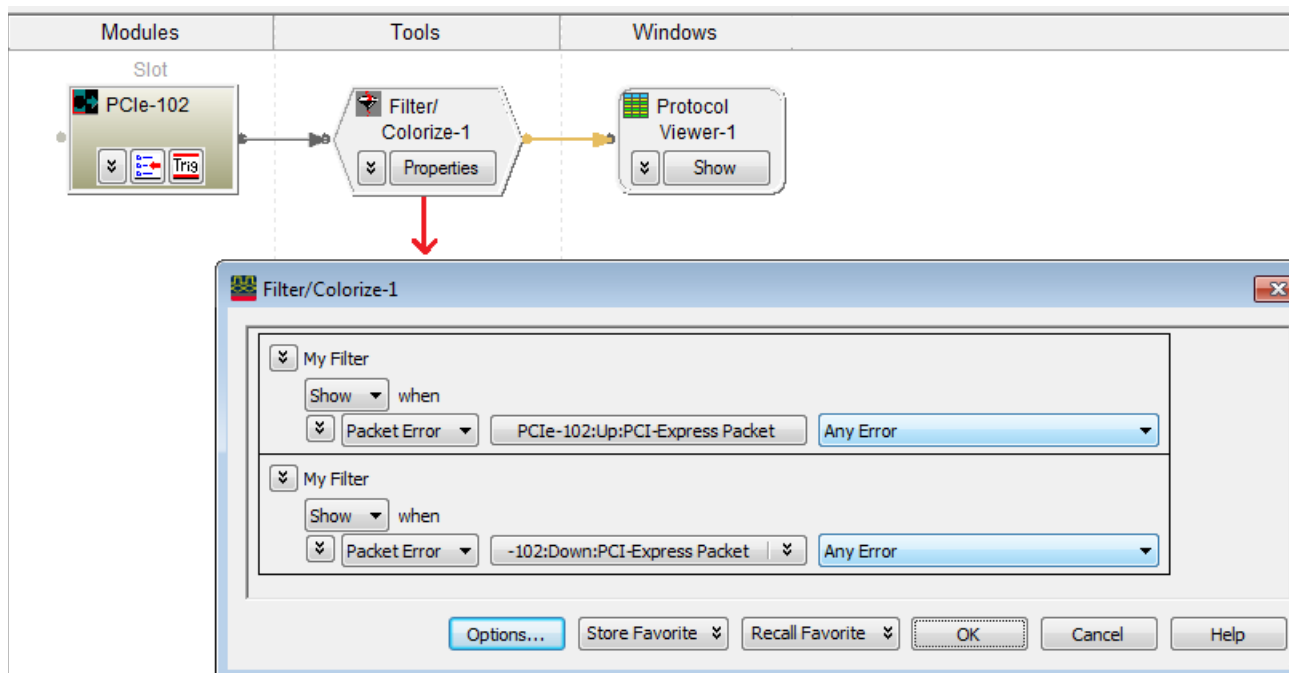 Modules Tools Windows
Slot
PCIe-102
Trig
Filter/
Colorize-1
Properties
Protocol
Viewer-1
Show
Filter/Colorize-1
My Filter
Show when
Packet Error PCIe-102:Up:PCI-Express Packet Any Error
My Filter
Show when
Packet Error -102:Down:PCI-Express Packet Any Error
Options... Store Favorite Recall Favorite OK Cancel Help